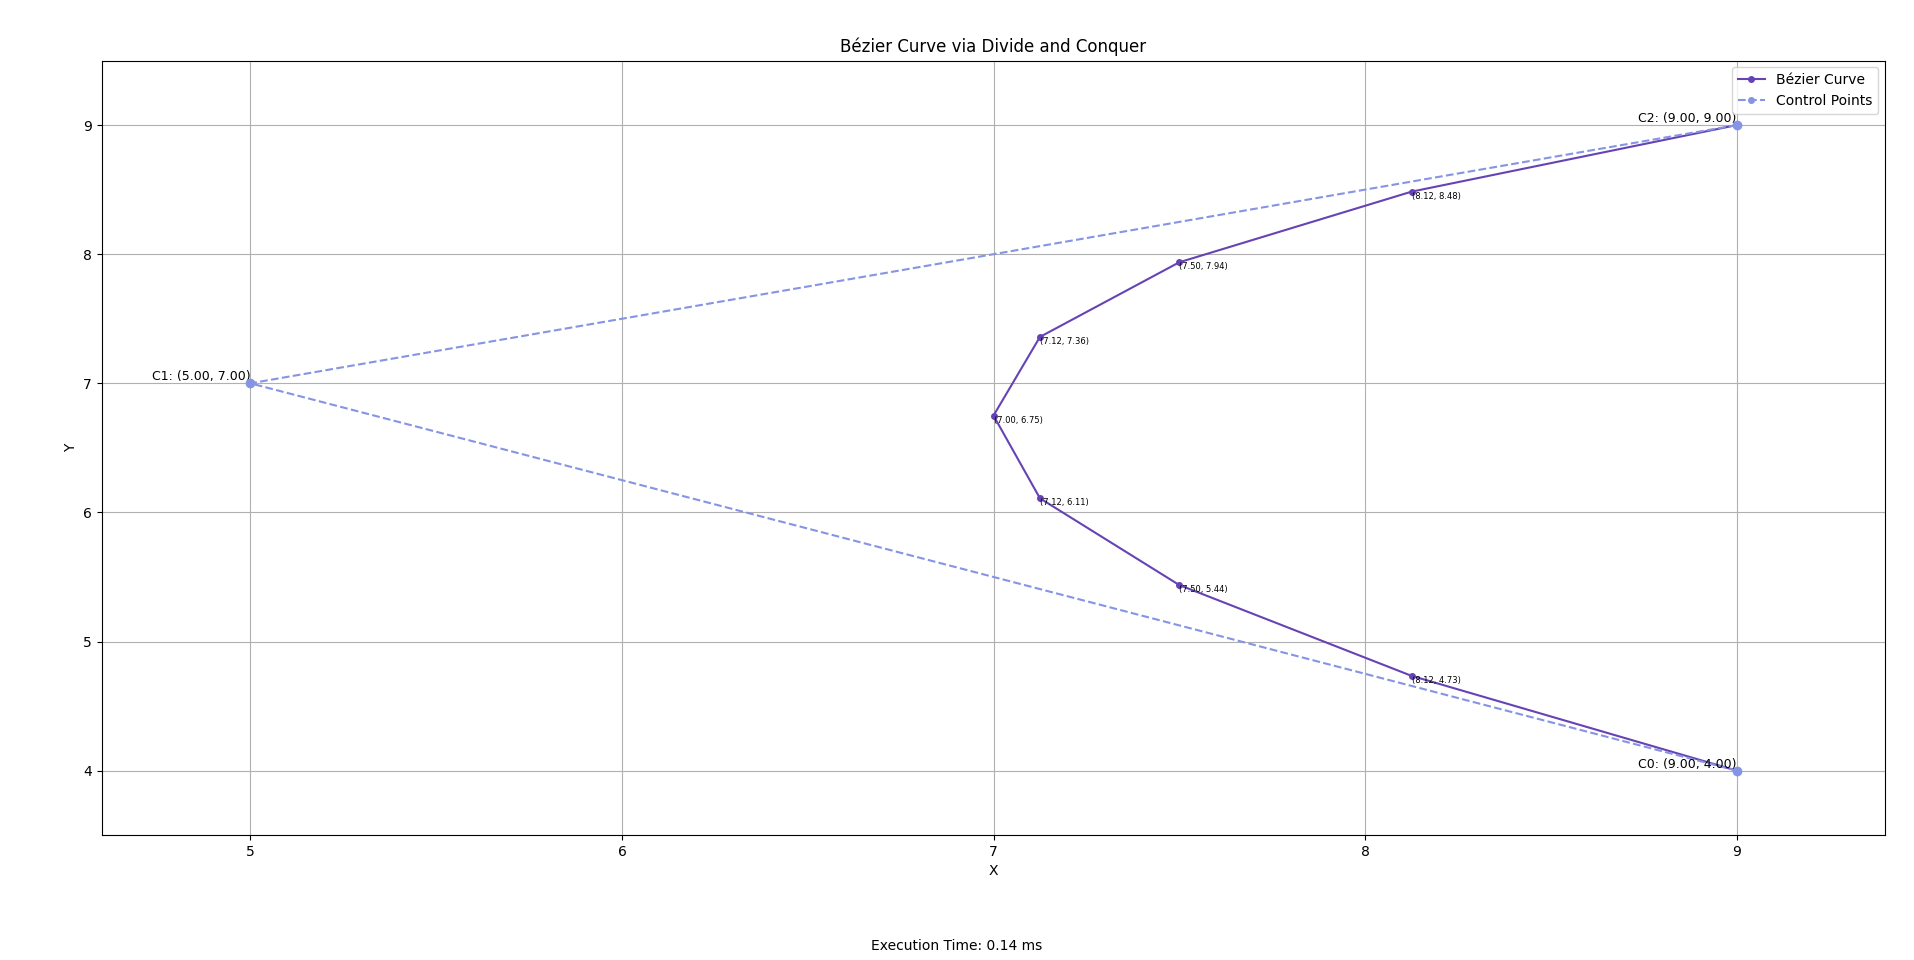 Bézier Curve via Divide and Conquer
Bézier Curve
Control Points
C2: (9.00, 9.00)
(8.12, 8.48)
(7.50, 7.94)
(7.12, 7.36)
C1: (5.00, 7.00)
(7.00, 6.75)
(7.12, 6.11)
(7.50, 5.44)
(8.12, 4.73)
C0: (9.00, 4.00)
9
8
7
6
5
4
Y
5
6
7
8
9
X
Execution Time: 0.14 ms